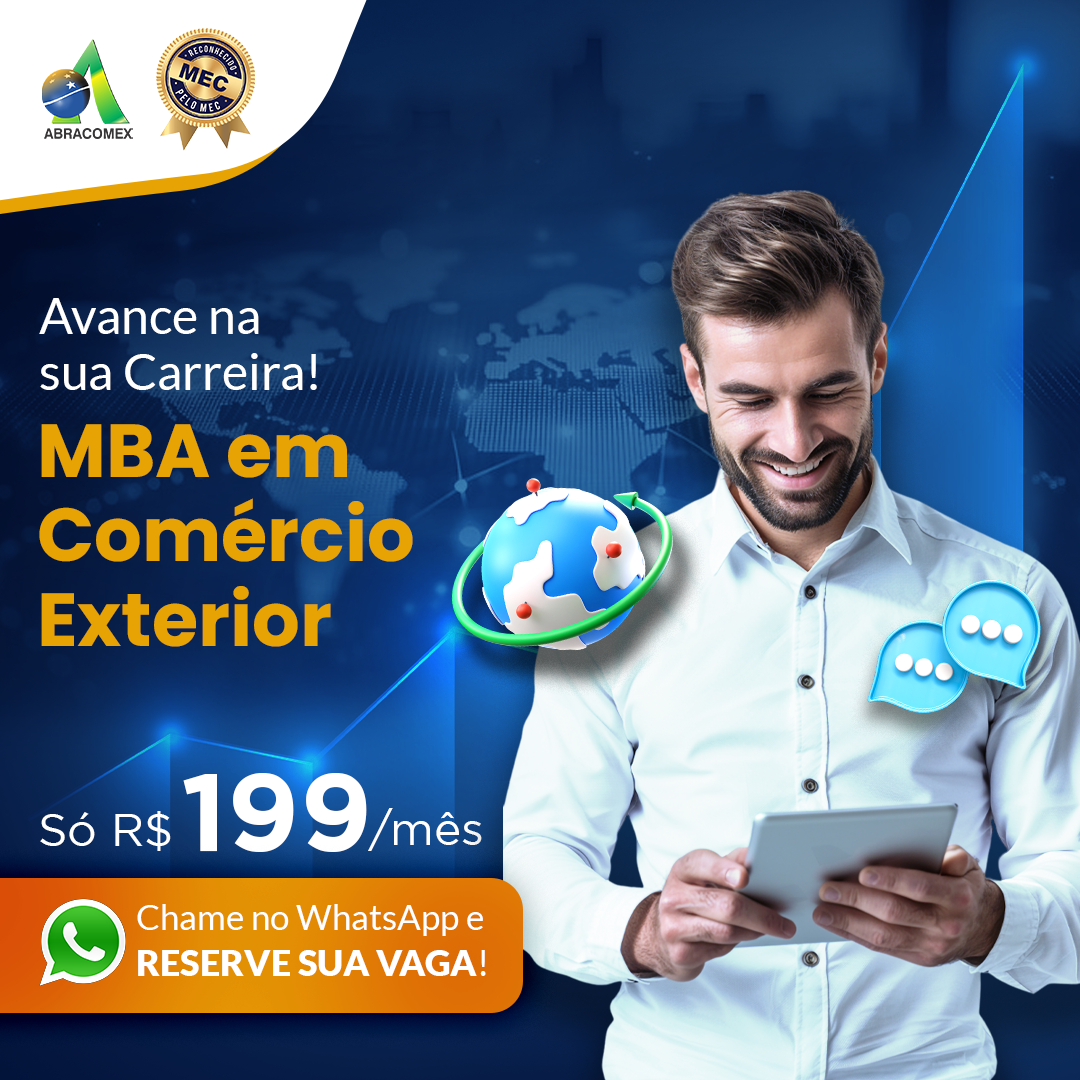 ABRACOMEX
RECONHECIDO
MEC
PELO MEC
Avance na
sua Carreira!
MBA em
Comércio
Exterior
Só R$ 199/mês
Chame no WhatsApp e
RESERVE SUA VAGA!